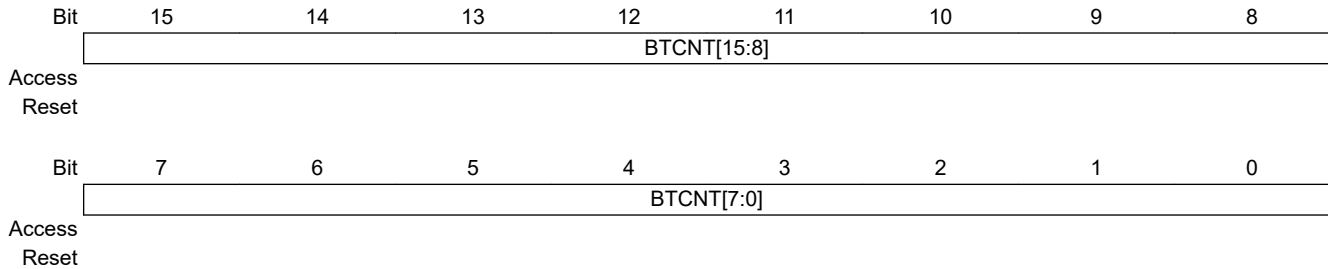 Bit 15 14 13 12 11 10 9 8
BTCNT[15:8]
Access
Reset
Bit 7 6 5 4 3 2 1 0
BTCNT[7:0]
Access
Reset